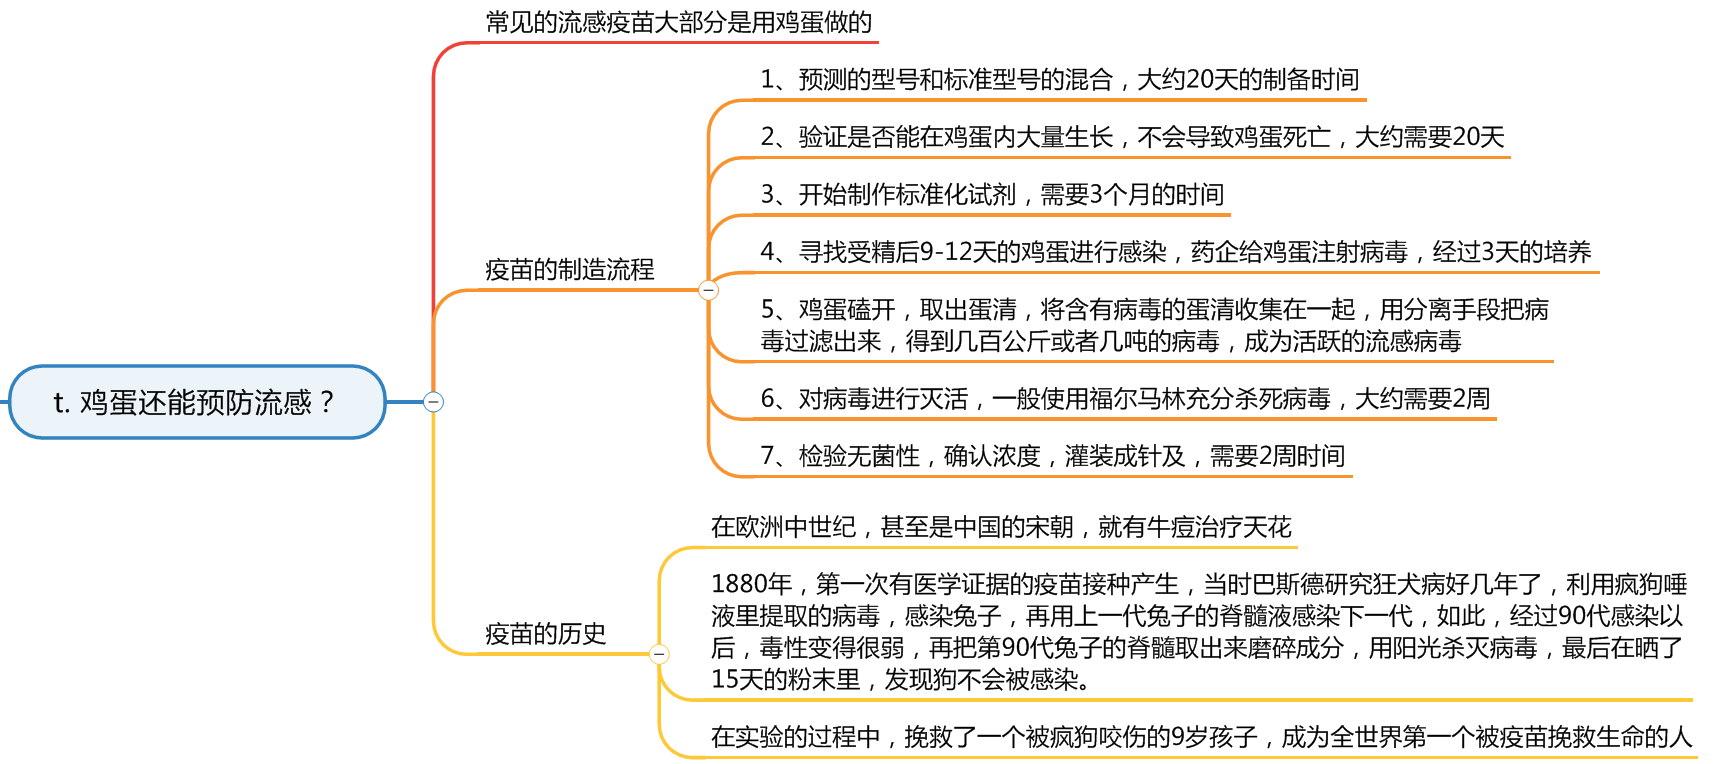 常见的流感疫苗大部分是用鸡蛋做的
1、预测的型号和标准型号的混合，大约20天的制备时间
2、验证是否能在鸡蛋内大量生长，不会导致鸡蛋死亡，大约需要20天
3、开始制作标准化试剂，需要3个月的时间
4、寻找受精后9-12天的鸡蛋进行感染，药企给鸡蛋注射病毒，经过3天的培养
疫苗的制造流程
5、鸡蛋磕开，取出蛋清，将含有病毒的蛋清收集在一起，用分离手段把病
毒过滤出来，得到几百公斤或者几吨的病毒，成为活跃的流感病毒
t. 鸡蛋还能预防流感？
6、对病毒进行灭活，一般使用福尔马林充分杀死病毒，大约需要2周
7、检验无菌性，确认浓度，灌装成针及，需要2周时间
在欧洲中世纪，甚至是中国的宋朝，就有牛痘治疗天花
1880年，第一次有医学证据的疫苗接种产生，当时巴斯德研究狂犬病好几年了，利用疯狗唾
液里提取的病毒，感染兔子，再用上一代兔子的脊髓液感染下一代，如此，经过90代感染以
疫苗的历史
后，毒性变得很弱，再把第90代兔子的脊髓取出来磨碎成分，用阳光杀灭病毒，最后在晒了
15天的粉末里，发现狗不会被感染。
在实验的过程中，挽救了一个被疯狗咬伤的9岁孩子，成为全世界第一个被疫苗挽救生命的人